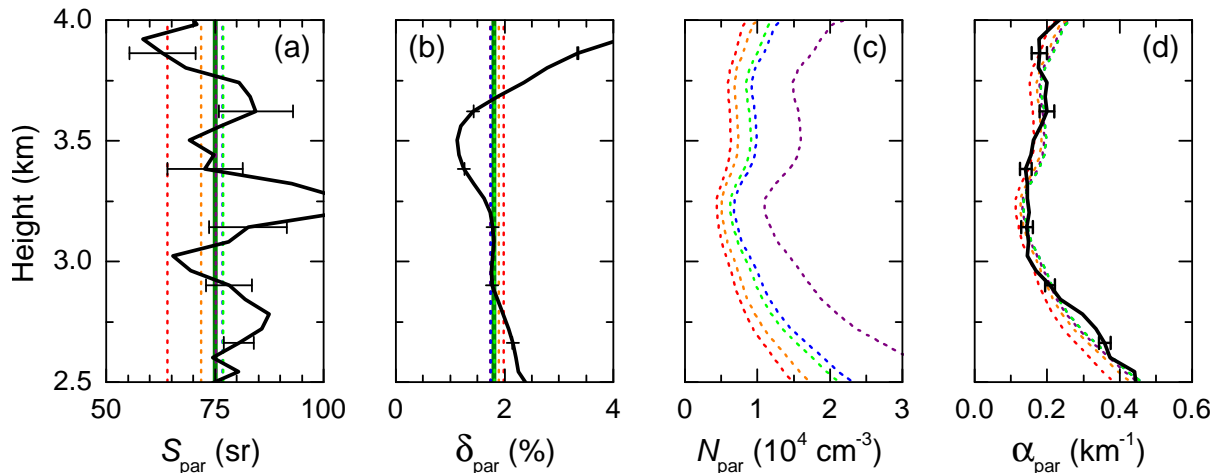 4.0
3.5
3.0
2.5
Height (km)
(a) (b) (c) (d)
50 75 100 0 2 4 0 1 2 3 0.0 0.2 0.4 0.6
S_par (sr) δ_par (%) N_par (10^4 cm^-3) α_par (km^-1)